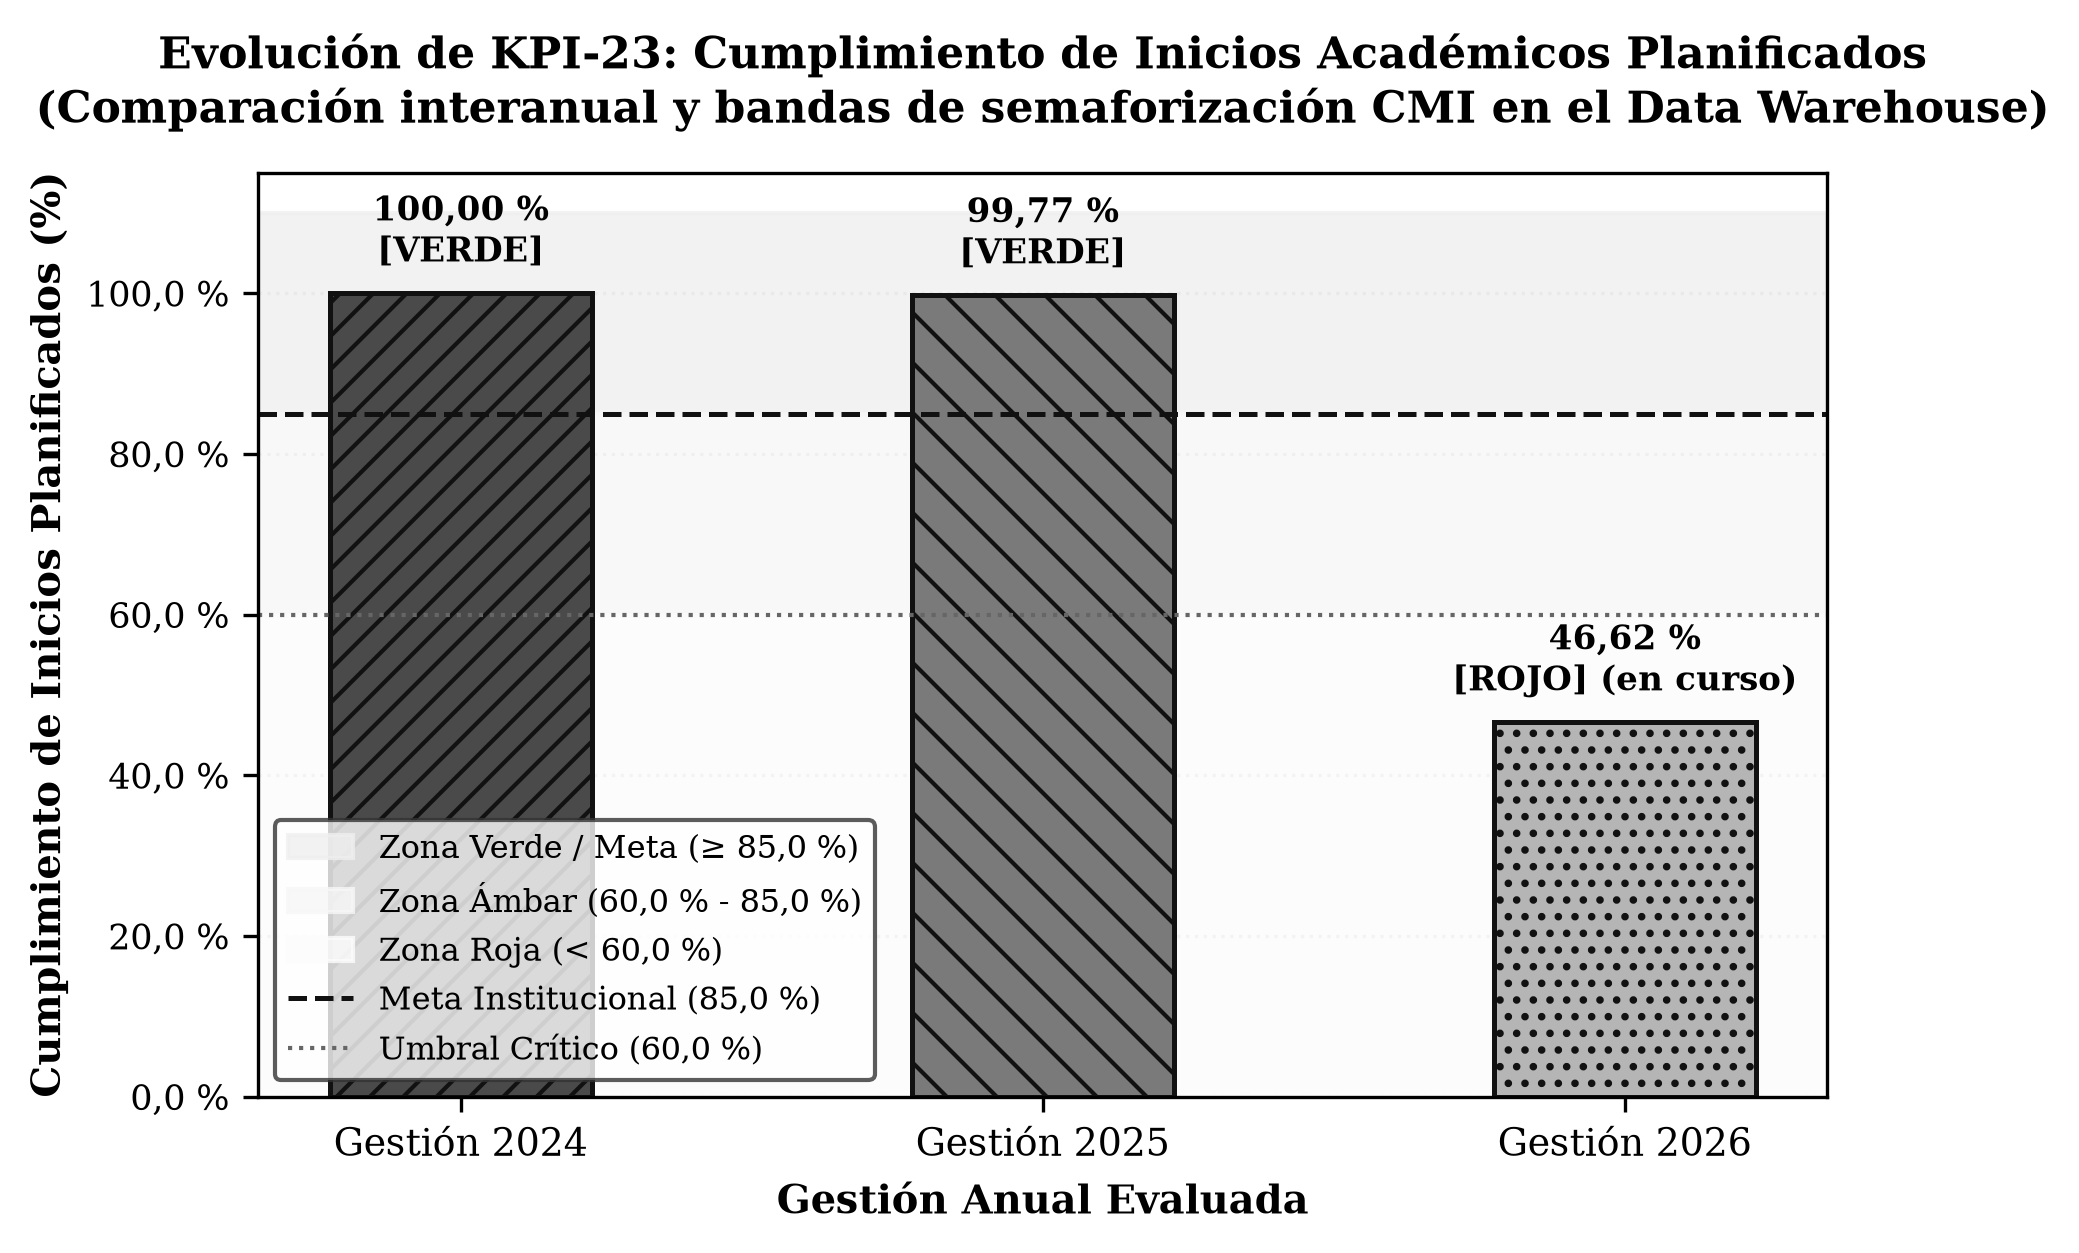 Evolución de KPI-23: Cumplimiento de Inicios Académicos Planificados
(Comparación interanual y bandas de semaforización CMI en el Data Warehouse)
Cumplimiento de Inicios Planificados (%)
100,0 %
80,0 %
60,0 %
40,0 %
20,0 %
0,0 %
100,00 %
[VERDE]
99,77 %
[VERDE]
46,62 %
[ROJO] (en curso)
Zona Verde / Meta (≥ 85,0 %)
Zona Ámbar (60,0 % - 85,0 %)
Zona Roja (< 60,0 %)
Meta Institucional (85,0 %)
Umbral Crítico (60,0 %)
Gestión 2024
Gestión 2025
Gestión 2026
Gestión Anual Evaluada